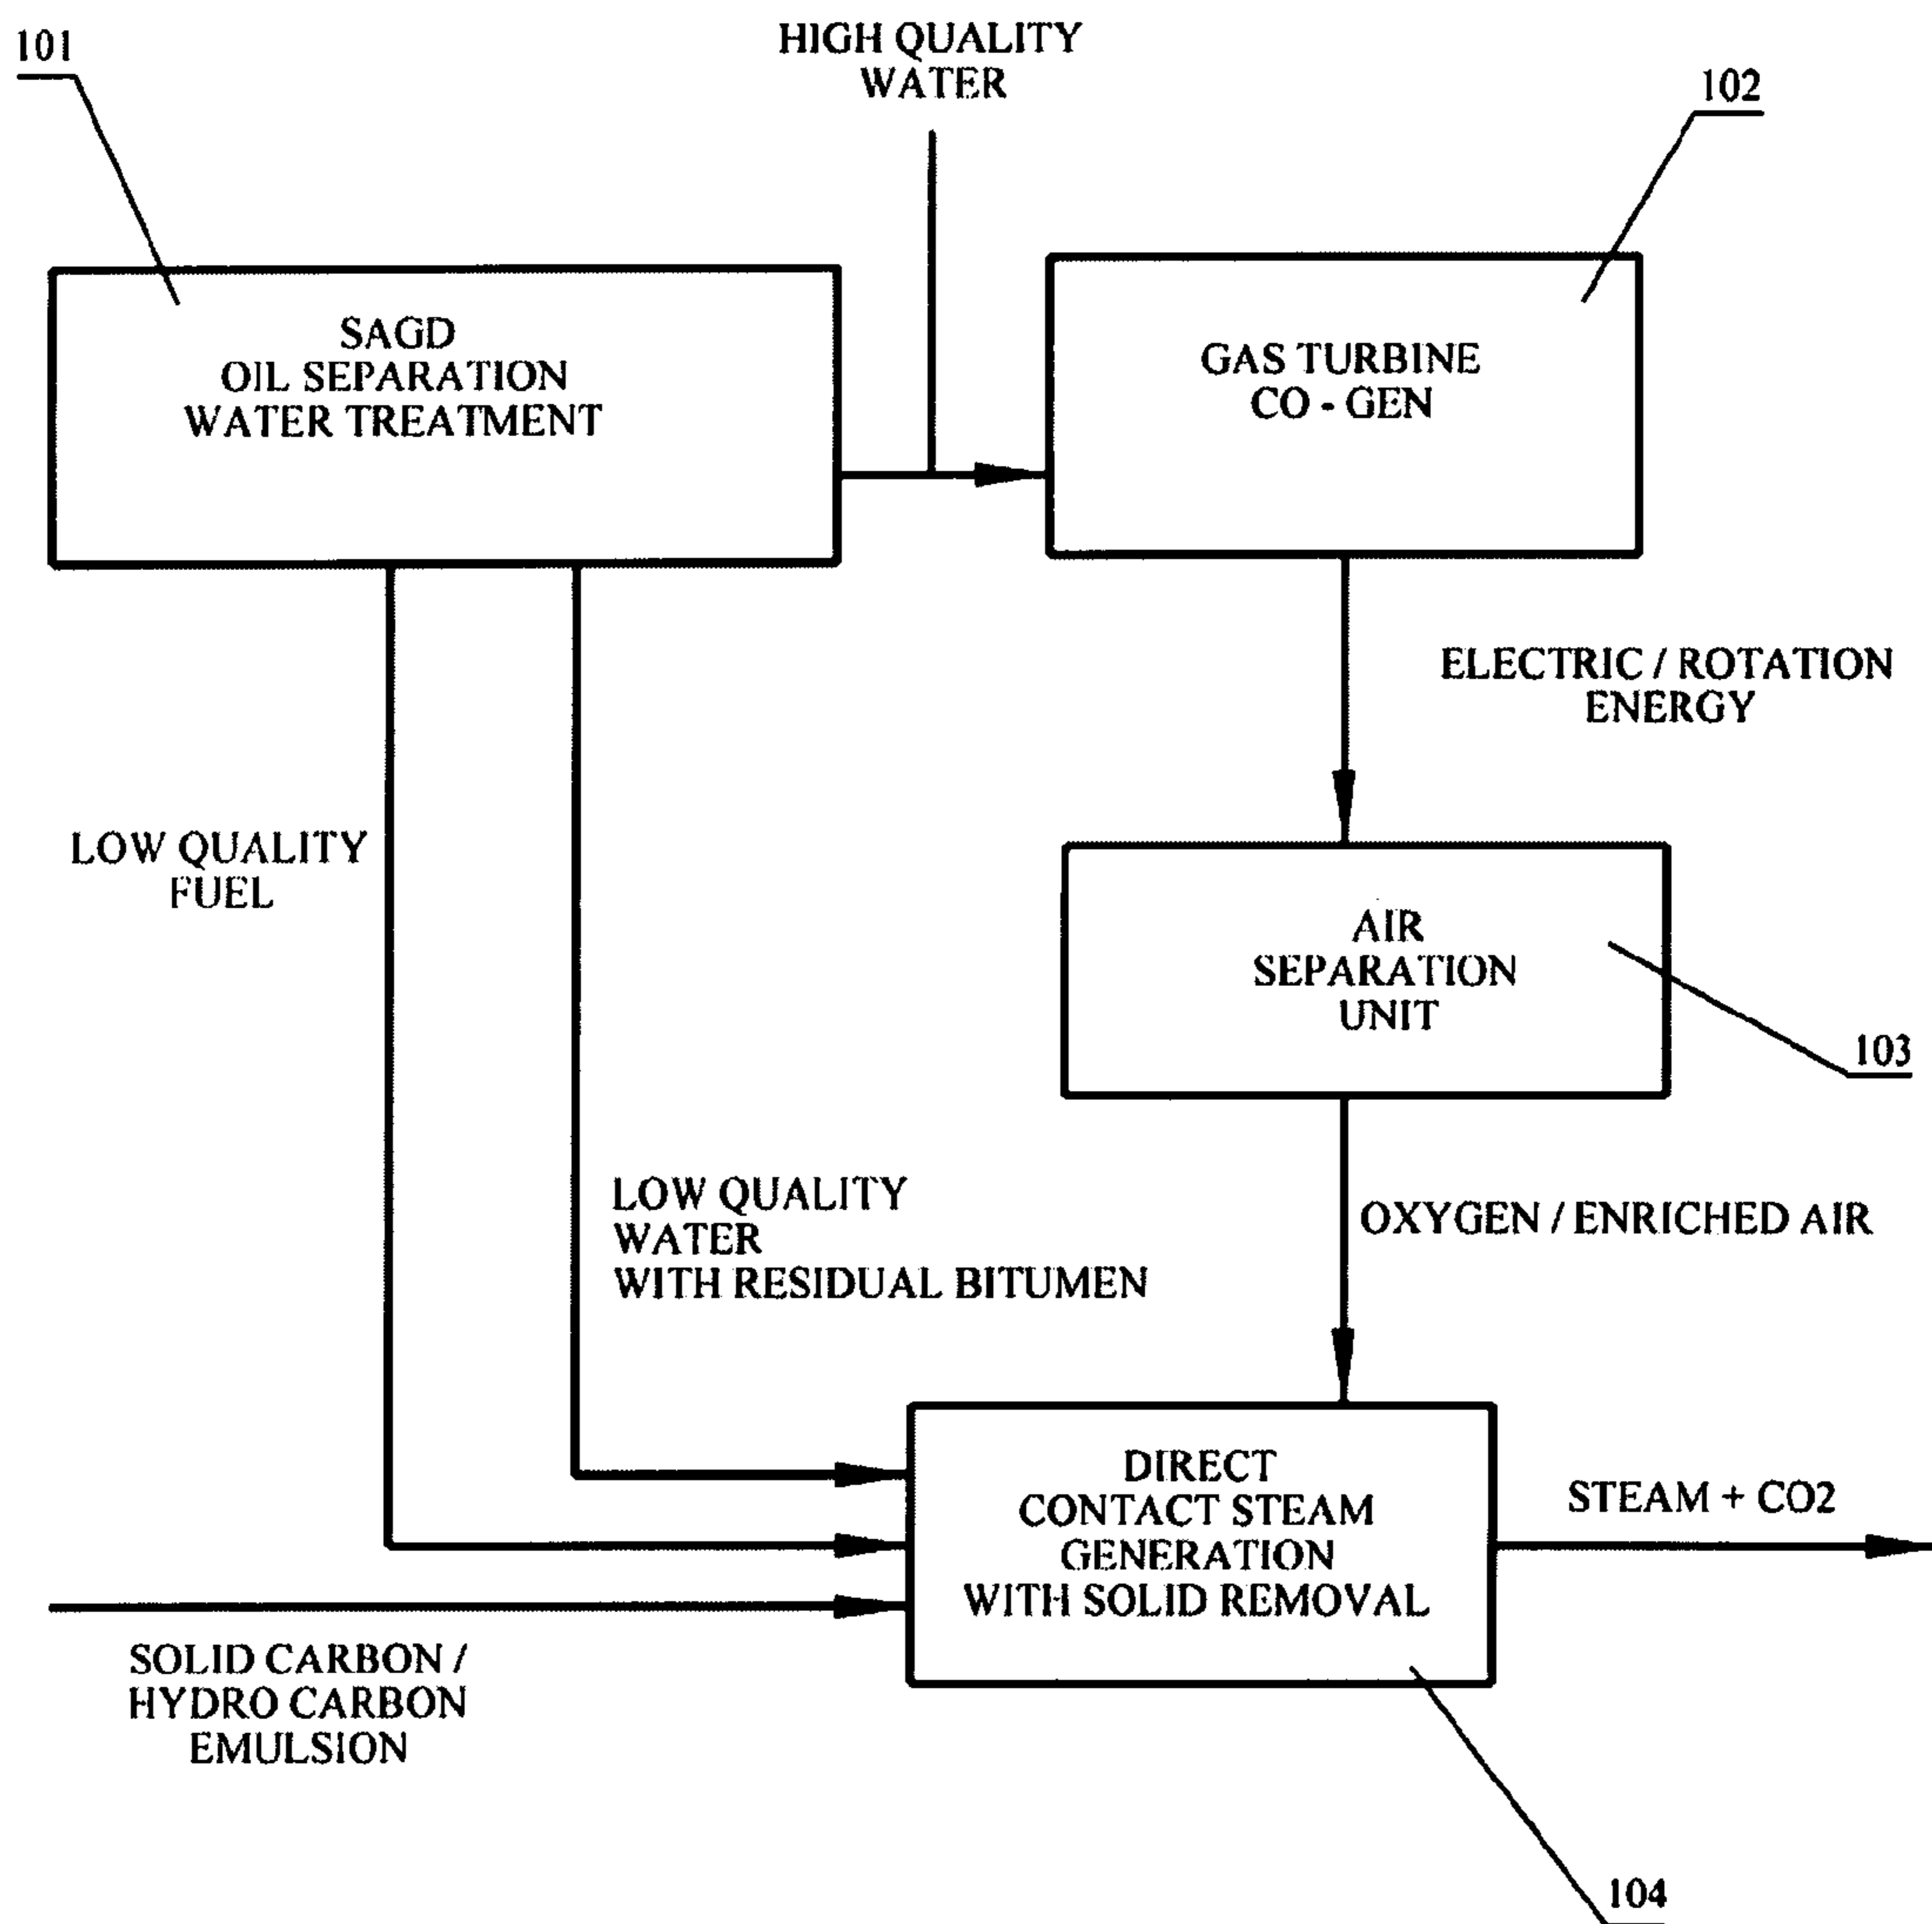 101
HIGH QUALITY
WATER
102
SAGD
OIL SEPARATION
WATER TREATMENT
GAS TURBINE
CO - GEN
ELECTRIC / ROTATION
ENERGY
LOW QUALITY
FUEL
AIR
SEPARATION
UNIT
103
LOW QUALITY
WATER
WITH RESIDUAL BITUMEN
OXYGEN / ENRICHED AIR
DIRECT
CONTACT STEAM
GENERATION
WITH SOLID REMOVAL
STEAM + CO2
SOLID CARBON /
HYDRO CARBON
EMULSION
104